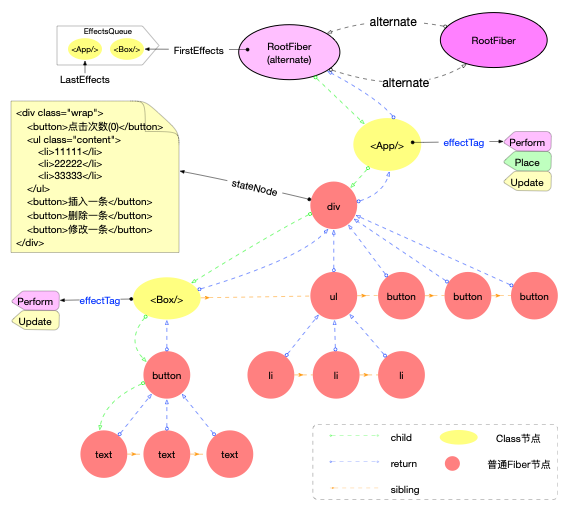 EffectsQueue
<App/>
<Box/>
FirstEffects
LastEffects
RootFiber
(alternate)
alternate
alternate
RootFiber
<div class="wrap">
<button>点击次数(0)</button>
<ul class="content">
<li>11111</li>
<li>22222</li>
<li>33333</li>
</ul>
<button>插入一条</button>
<button>删除一条</button>
<button>修改一条</button>
</div>
stateNode
<App/>
effectTag
Perform
Place
Update
div
Perform
Update
effectTag
<Box/>
ul
button
button
button
button
li
li
li
text
text
text
child
Class节点
return
普通Fiber节点
sibling